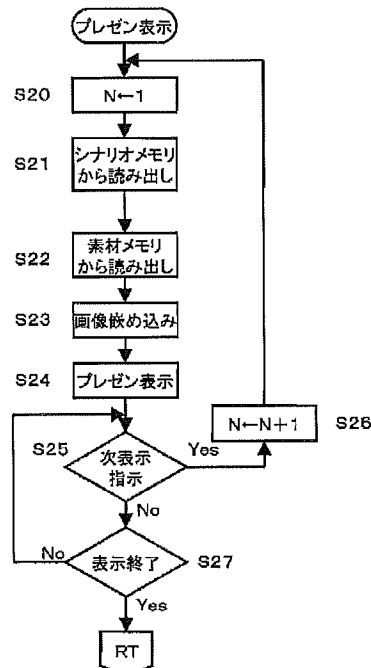 プレゼン表示
S20
N←1
S21
シナリオメモリ
から読み出し
S22
素材メモリ
から読み出し
S23
画像嵌め込み
S24
プレゼン表示
S25
次表示
指示
Yes
N←N+1
S26
No
No
表示終了
S27
Yes
RT